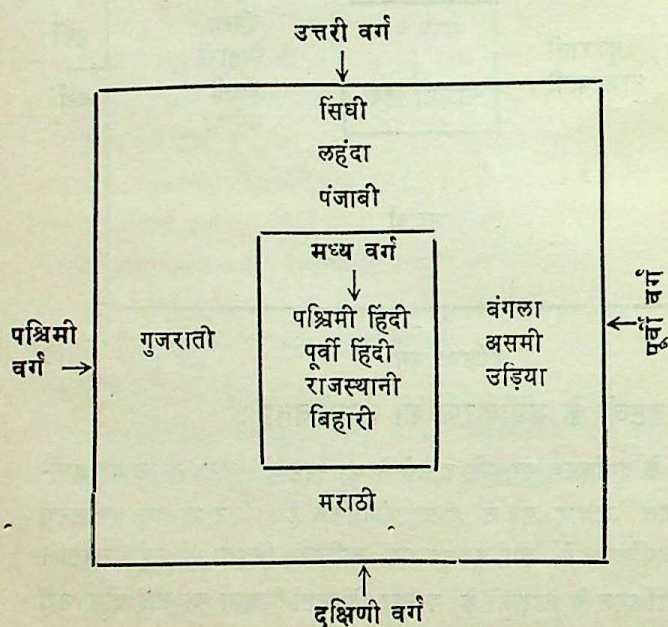 उत्तरी वर्ग
↓
सिंघी
लहंदा
पंजाबी
मध्य वर्ग
↓
पश्चिमी
वर्ग →
गुजराती
पश्चिमी हिंदी
पूर्वी हिंदी
राजस्थानी
बिहारी
वंगला
असमी
उड़िया
← पूर्वी वर्ग
मराठी
↑
दक्षिणी वर्ग